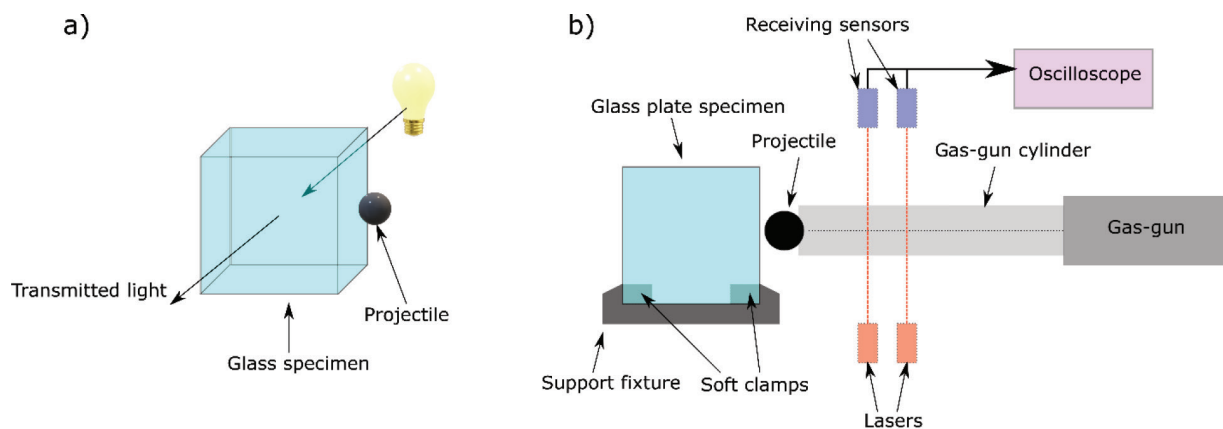 a)
Transmitted light
Projectile
Glass specimen
b)
Receiving sensors
Oscilloscope
Glass plate specimen
Projectile
Gas-gun cylinder
Gas-gun
Support fixture
Soft clamps
Lasers